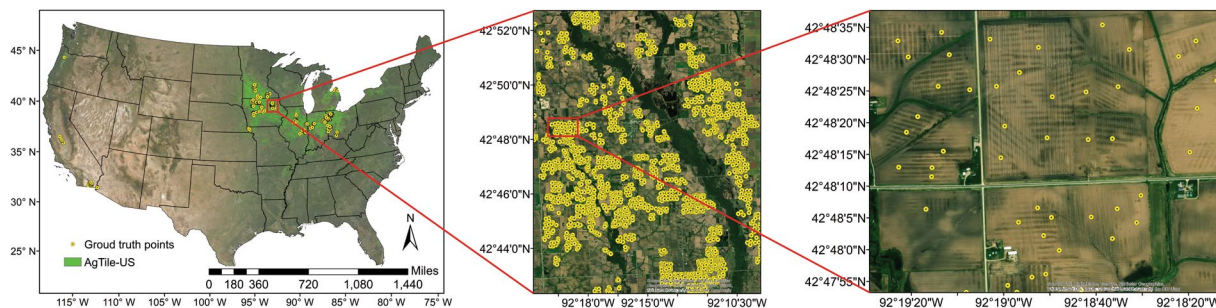 45°N
40°N
35°N
30°N
25°N
Groud truth points
AgTile-US
N
Miles
0 180 360 720 1,080 1,440
115°W 110°W 105°W 100°W 95°W 90°W 85°W 80°W 75°W
42°52'0"N
42°50'0"N
42°48'0"N
42°46'0"N
42°44'0"N
92°18'0"W 92°15'0"W 92°10'30"W
42°48'35"N
42°48'30"N
42°48'25"N
42°48'20"N
42°48'15"N
42°48'10"N
42°48'5"N
42°48'0"N
42°47'55"N
92°19'20"W 92°19'0"W 92°18'40"W 92°18'20"W